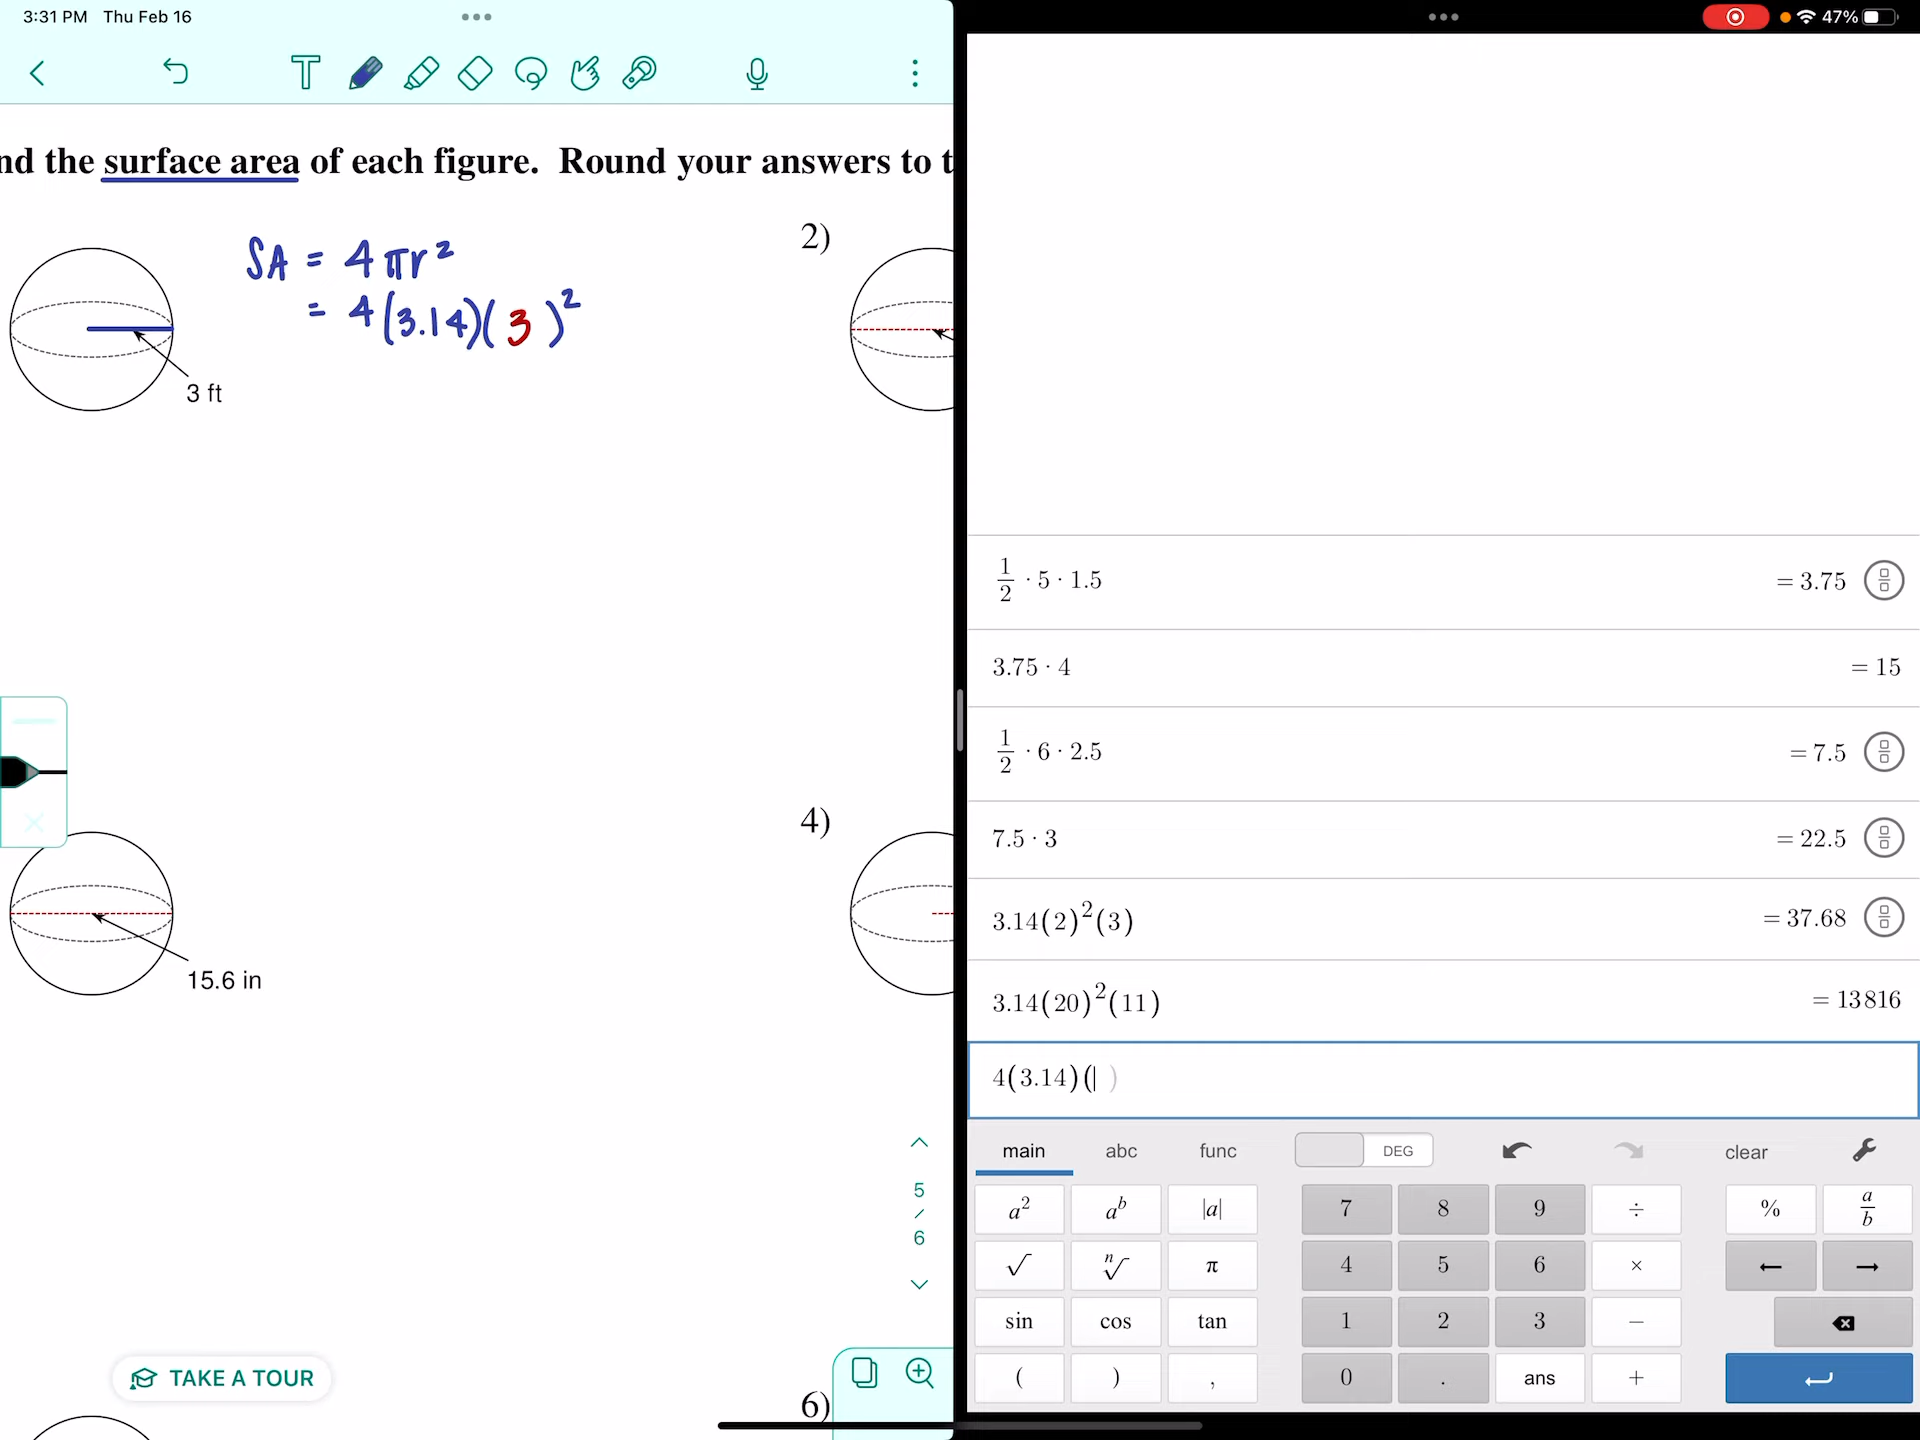 3:31 PM Thu Feb 16
47%
nd the surface area of each figure. Round your answers to t
SA = 4πr²
= 4(3.14)(3)²
3 ft
2)
15.6 in
4)
6)
5
/
6
TAKE A TOUR
1/2 · 5 · 1.5 = 3.75
3.75 · 4 = 15
1/2 · 6 · 2.5 = 7.5
7.5 · 3 = 22.5
3.14(2)²(3) = 37.68
3.14(20)²(11) = 13816
4(3.14)( )
main abc func DEG clear
a² aᵇ |a| 7 8 9 ÷ % a/b
√ ⁿ√ π 4 5 6 × ← →
sin cos tan 1 2 3 −
( ) , 0 . ans +